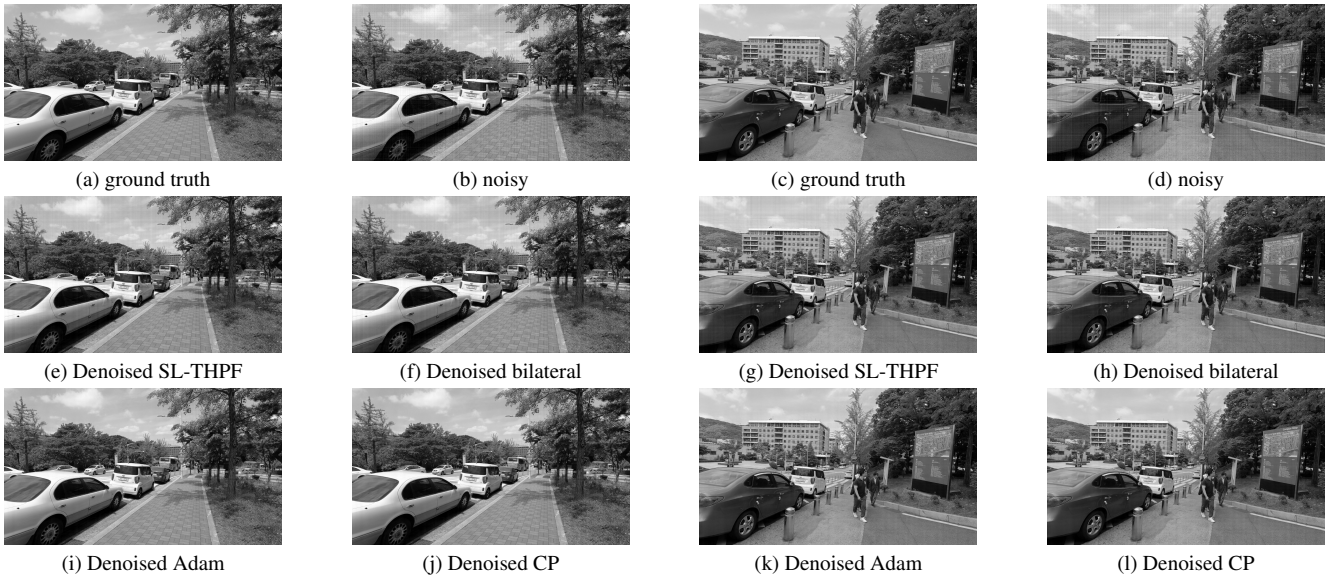 (a) ground truth
(b) noisy
(c) ground truth
(d) noisy
(e) Denoised SL-THPF
(f) Denoised bilateral
(g) Denoised SL-THPF
(h) Denoised bilateral
(i) Denoised Adam
(j) Denoised CP
(k) Denoised Adam
(l) Denoised CP